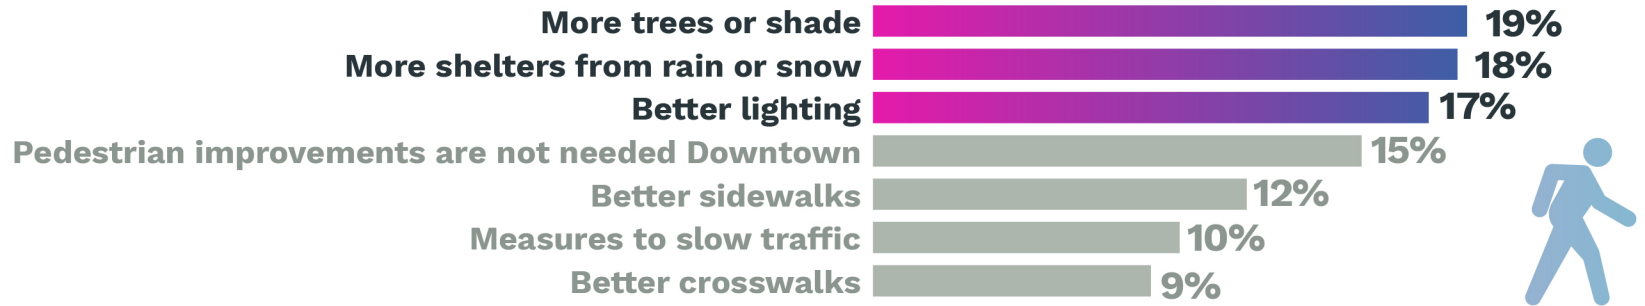 More trees or shade 19%
More shelters from rain or snow 18%
Better lighting 17%
Pedestrian improvements are not needed Downtown 15%
Better sidewalks 12%
Measures to slow traffic 10%
Better crosswalks 9%